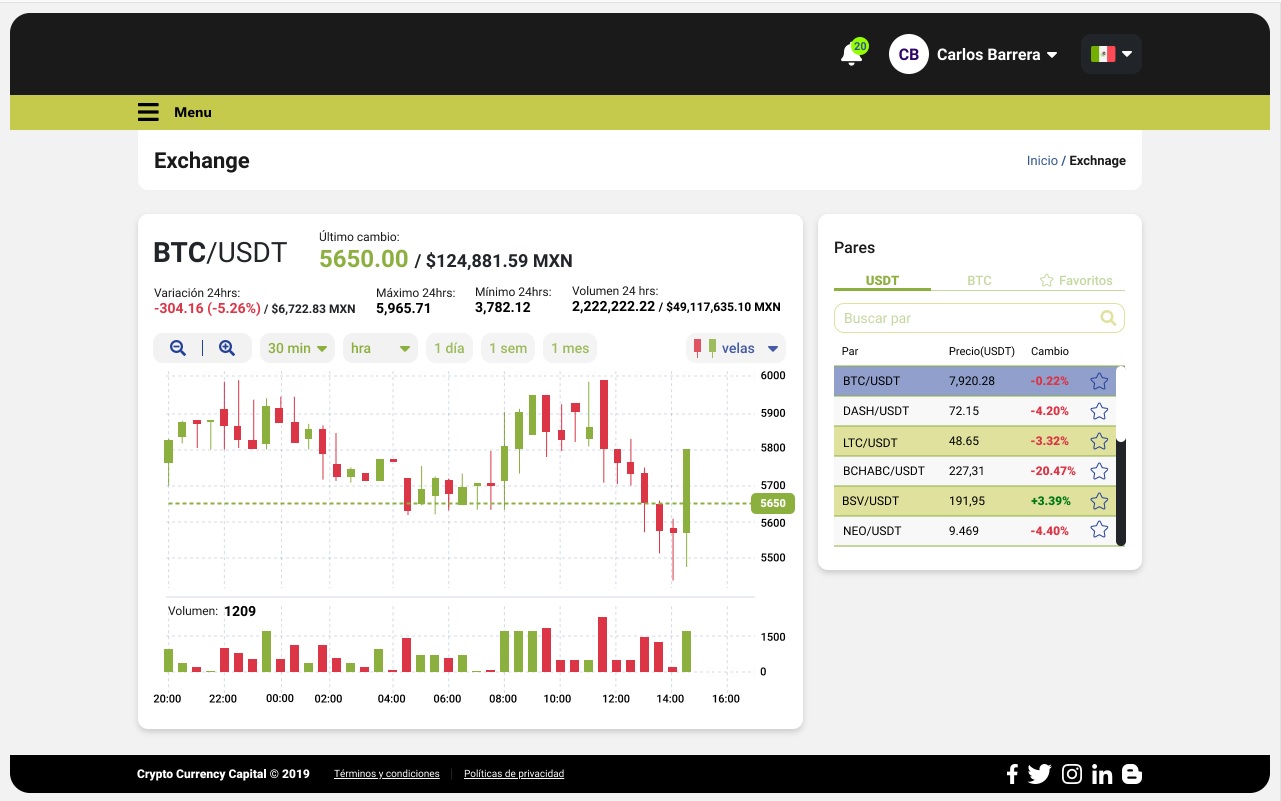 20
CB
Carlos Barrera
Menu
Exchange
Inicio / Exchnage
BTC/USDT
Último cambio:
5650.00 / $124,881.59 MXN
Variación 24hrs:
-304.16 (-5.26%) / $6,722.83 MXN
Máximo 24hrs:
5,965.71
Mínimo 24hrs:
3,782.12
Volumen 24 hrs:
2,222,222.22 / $49,117,635.10 MXN
30 min
hra
1 día
1 sem
1 mes
velas
6000
5900
5800
5700
5650
5600
5500
Volumen: 1209
1500
0
20:00 22:00 00:00 02:00 04:00 06:00 08:00 10:00 12:00 14:00 16:00
Pares
USDT BTC Favoritos
Buscar par
Par Precio(USDT) Cambio
BTC/USDT 7,920.28 -0.22%
DASH/USDT 72.15 -4.20%
LTC/USDT 48.65 -3.32%
BCHABC/USDT 227,31 -20.47%
BSV/USDT 191,95 +3.39%
NEO/USDT 9.469 -4.40%
Crypto Currency Capital © 2019
Términos y condiciones
Políticas de privacidad